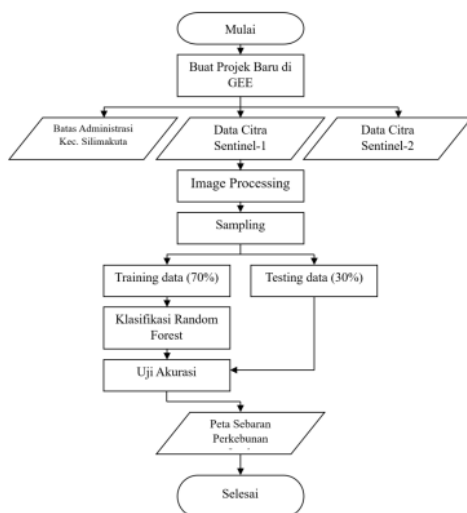 Mulai
Buat Projek Baru di
GEE
Batas Administrasi
Kec. Silimakuta
Data Citra
Sentinel-1
Data Citra
Sentinel-2
Image Processing
Sampling
Training data (70%)
Testing data (30%)
Klasifikasi Random
Forest
Uji Akurasi
Peta Sebaran
Perkebunan
Selesai